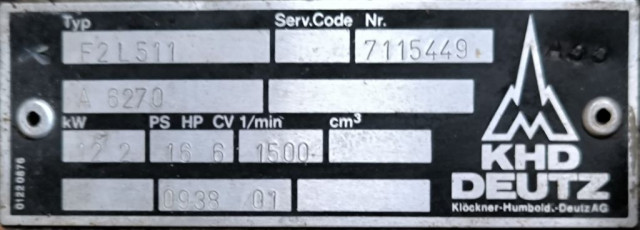 Typ Serv.Code Nr.
F2L511 7115449
A 6270
kW PS HP CV 1/min cm³
12 2 16 6 1500
0938 01
01220876
KHD
DEUTZ
Klöckner-Humboldt-Deutz AG